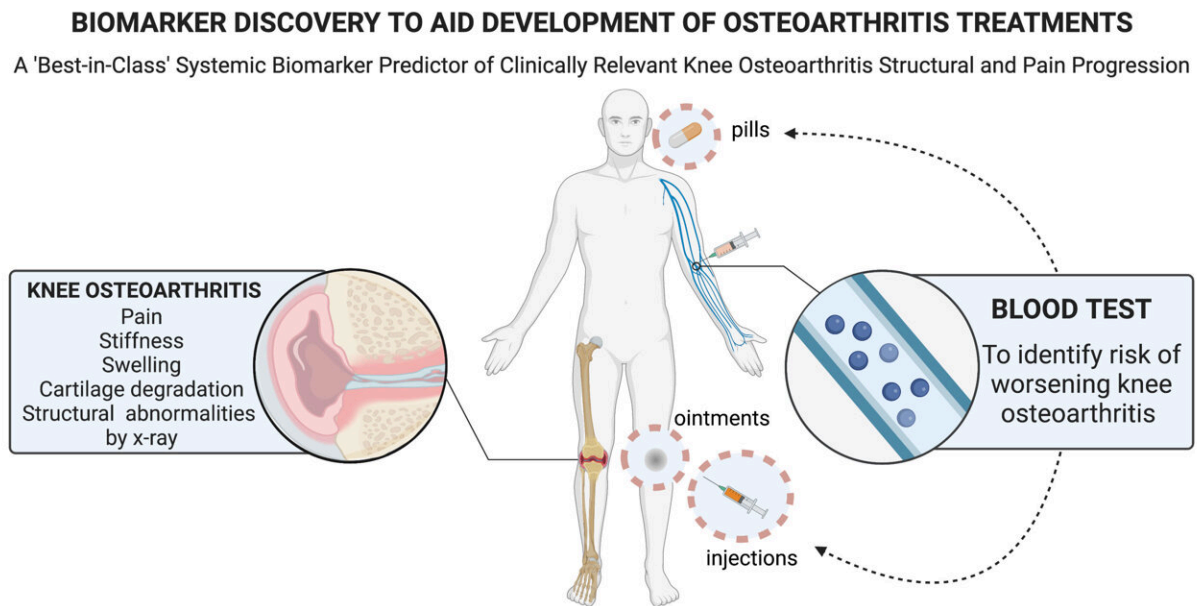 BIOMARKER DISCOVERY TO AID DEVELOPMENT OF OSTEOARTHRITIS TREATMENTS
A 'Best-in-Class' Systemic Biomarker Predictor of Clinically Relevant Knee Osteoarthritis Structural and Pain Progression
pills
KNEE OSTEOARTHRITIS
Pain
Stiffness
Swelling
Cartilage degradation
Structural abnormalities
by x-ray
BLOOD TEST
To identify risk of
worsening knee
osteoarthritis
ointments
injections